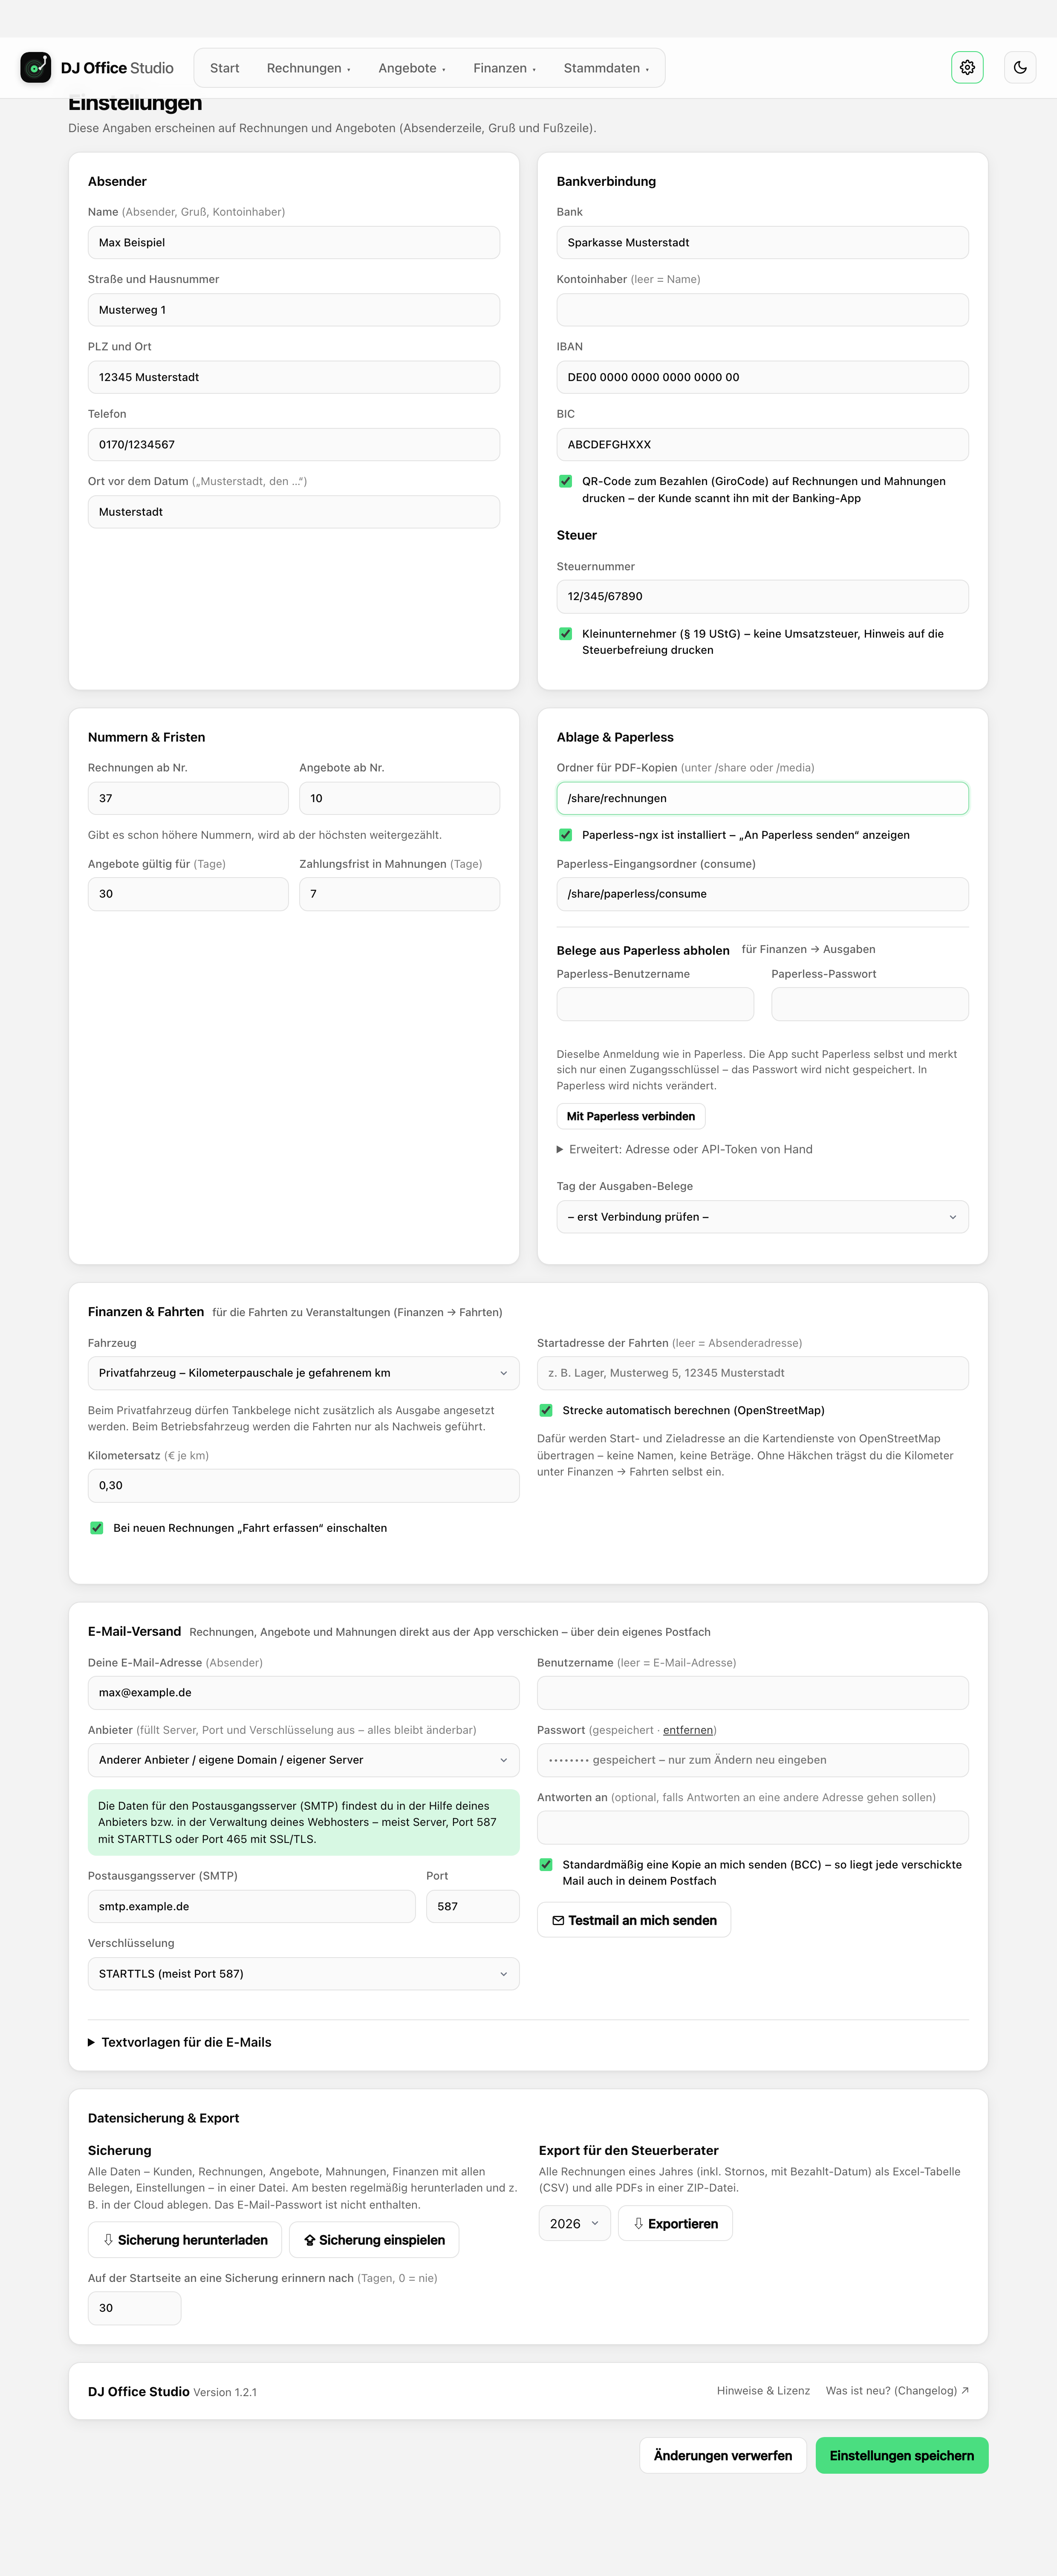 DJ Office Studio
Start
Rechnungen
Angebote
Finanzen
Stammdaten
Einstellungen
Diese Angaben erscheinen auf Rechnungen und Angeboten (Absenderzeile, Gruß und Fußzeile).
Absender
Name (Absender, Gruß, Kontoinhaber)
Max Beispiel
Straße und Hausnummer
Musterweg 1
PLZ und Ort
12345 Musterstadt
Telefon
0170/1234567
Ort vor dem Datum („Musterstadt, den …“)
Musterstadt
Bankverbindung
Bank
Sparkasse Musterstadt
Kontoinhaber (leer = Name)
IBAN
DE00 0000 0000 0000 0000 00
BIC
ABCDEFGHXXX
QR-Code zum Bezahlen (GiroCode) auf Rechnungen und Mahnungen
drucken – der Kunde scannt ihn mit der Banking-App
Steuer
Steuernummer
12/345/67890
Kleinunternehmer (§ 19 UStG) – keine Umsatzsteuer, Hinweis auf die
Steuerbefreiung drucken
Nummern & Fristen
Rechnungen ab Nr.
Angebote ab Nr.
37
10
Gibt es schon höhere Nummern, wird ab der höchsten weitergezählt.
Angebote gültig für (Tage)
Zahlungsfrist in Mahnungen (Tage)
30
7
Ablage & Paperless
Ordner für PDF-Kopien (unter /share oder /media)
/share/rechnungen
Paperless-ngx ist installiert – „An Paperless senden“ anzeigen
Paperless-Eingangsordner (consume)
/share/paperless/consume
Belege aus Paperless abholen für Finanzen → Ausgaben
Paperless-Benutzername
Paperless-Passwort
Dieselbe Anmeldung wie in Paperless. Die App sucht Paperless selbst und merkt
sich nur einen Zugangsschlüssel – das Passwort wird nicht gespeichert. In
Paperless wird nichts verändert.
Mit Paperless verbinden
▶ Erweitert: Adresse oder API-Token von Hand
Tag der Ausgaben-Belege
– erst Verbindung prüfen –
Finanzen & Fahrten für die Fahrten zu Veranstaltungen (Finanzen → Fahrten)
Fahrzeug
Privatfahrzeug – Kilometerpauschale je gefahrenem km
Beim Privatfahrzeug dürfen Tankbelege nicht zusätzlich als Ausgabe angesetzt
werden. Beim Betriebsfahrzeug werden die Fahrten nur als Nachweis geführt.
Kilometersatz (€ je km)
0,30
Bei neuen Rechnungen „Fahrt erfassen“ einschalten
Startadresse der Fahrten (leer = Absenderadresse)
z. B. Lager, Musterweg 5, 12345 Musterstadt
Strecke automatisch berechnen (OpenStreetMap)
Dafür werden Start- und Zieladresse an die Kartendienste von OpenStreetMap
übertragen – keine Namen, keine Beträge. Ohne Häkchen trägst du die Kilometer
unter Finanzen → Fahrten selbst ein.
E-Mail-Versand Rechnungen, Angebote und Mahnungen direkt aus der App verschicken – über dein eigenes Postfach
Deine E-Mail-Adresse (Absender)
max@example.de
Anbieter (füllt Server, Port und Verschlüsselung aus – alles bleibt änderbar)
Anderer Anbieter / eigene Domain / eigener Server
Die Daten für den Postausgangsserver (SMTP) findest du in der Hilfe deines
Anbieters bzw. in der Verwaltung deines Webhosters – meist Server, Port 587
mit STARTTLS oder Port 465 mit SSL/TLS.
Postausgangsserver (SMTP)
Port
smtp.example.de
587
Verschlüsselung
STARTTLS (meist Port 587)
Benutzername (leer = E-Mail-Adresse)
Passwort (gespeichert · entfernen)
•••••••• gespeichert – nur zum Ändern neu eingeben
Antworten an (optional, falls Antworten an eine andere Adresse gehen sollen)
Standardmäßig eine Kopie an mich senden (BCC) – so liegt jede verschickte
Mail auch in deinem Postfach
Testmail an mich senden
▶ Textvorlagen für die E-Mails
Datensicherung & Export
Sicherung
Alle Daten – Kunden, Rechnungen, Angebote, Mahnungen, Finanzen mit allen
Belegen, Einstellungen – in einer Datei. Am besten regelmäßig herunterladen und z.
B. in der Cloud ablegen. Das E-Mail-Passwort ist nicht enthalten.
⇩ Sicherung herunterladen
Sicherung einspielen
Auf der Startseite an eine Sicherung erinnern nach (Tagen, 0 = nie)
30
Export für den Steuerberater
Alle Rechnungen eines Jahres (inkl. Stornos, mit Bezahlt-Datum) als Excel-Tabelle
(CSV) und alle PDFs in einer ZIP-Datei.
2026
⇩ Exportieren
DJ Office Studio Version 1.2.1
Hinweise & Lizenz
Was ist neu? (Changelog) ↗
Änderungen verwerfen
Einstellungen speichern